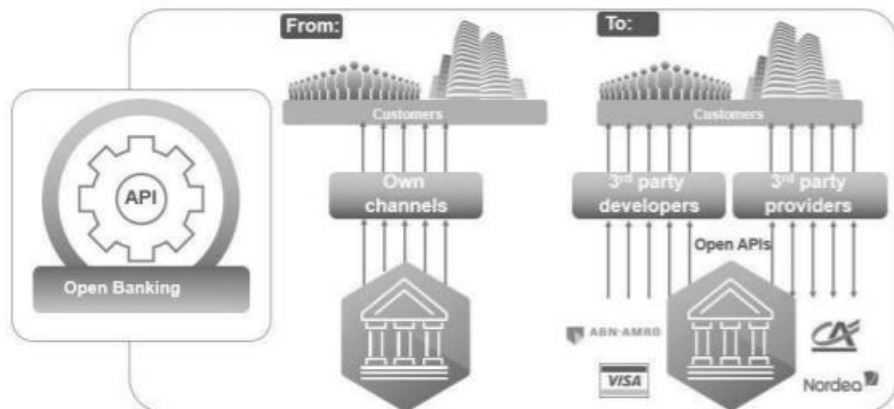 From:
To:
Customers
Customers
API
Open Banking
Own
channels
3rd party
developers
3rd party
providers
Open APIs
ABN·AMRO
VISA
CA
Nordea